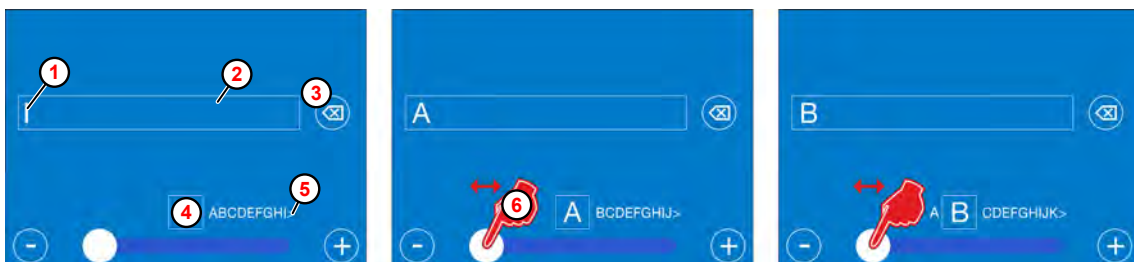 1
2
3
4
5
6
ABCDEFGHI>
-
+
A
A
BCDEFGHIJ>
-
+
B
A B CDEFGHIJK>
-
+